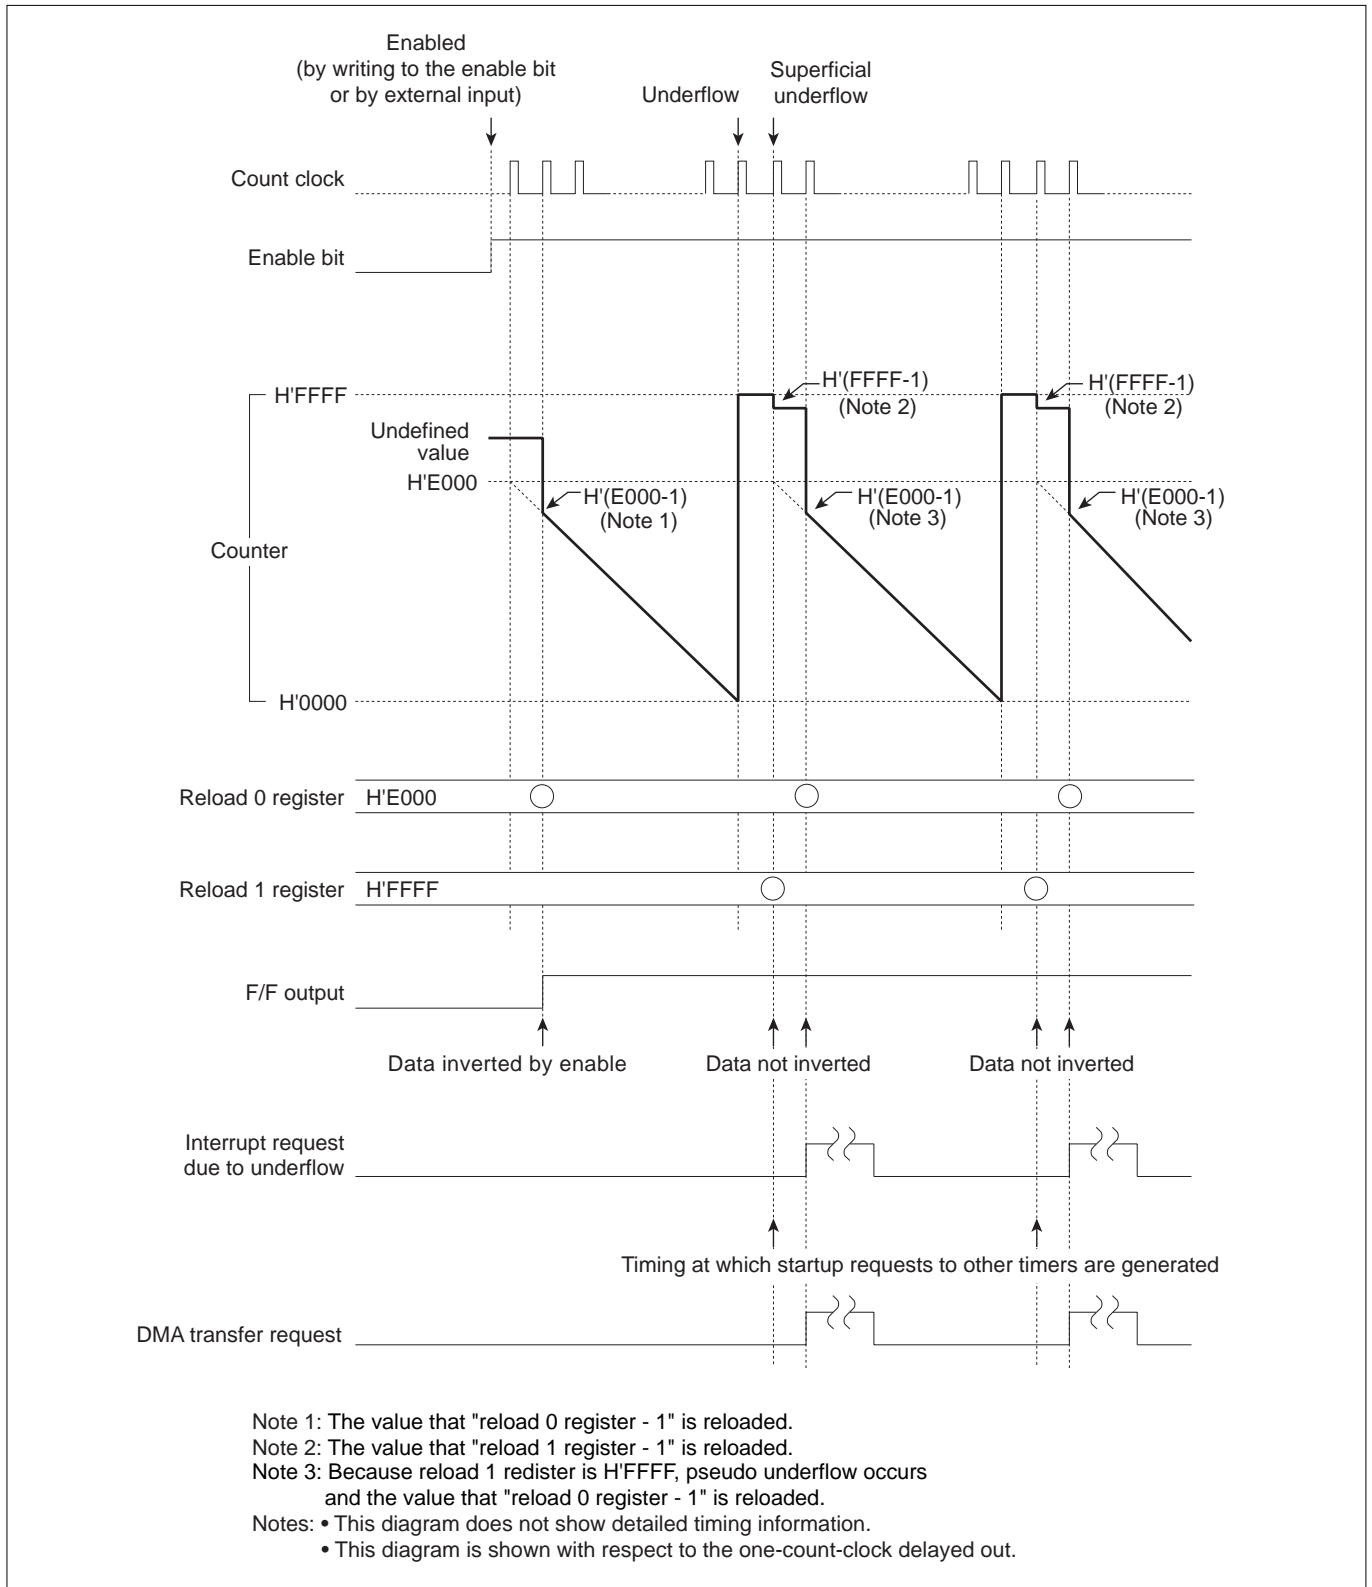 Enabled
(by writing to the enable bit
or by external input)
Underflow
Superficial
underflow
Count clock
Enable bit
H'FFFF
H'(FFFF-1)
(Note 2)
H'(FFFF-1)
(Note 2)
Undefined
value
H'E000
H'(E000-1)
(Note 1)
H'(E000-1)
(Note 3)
H'(E000-1)
(Note 3)
Counter
H'0000
Reload 0 register H'E000
Reload 1 register H'FFFF
F/F output
Data inverted by enable
Data not inverted
Data not inverted
Interrupt request
due to underflow
Timing at which startup requests to other timers are generated
DMA transfer request
Note 1: The value that "reload 0 register - 1" is reloaded.
Note 2: The value that "reload 1 register - 1" is reloaded.
Note 3: Because reload 1 redister is H'FFFF, pseudo underflow occurs
and the value that "reload 0 register - 1" is reloaded.
Notes: • This diagram does not show detailed timing information.
• This diagram is shown with respect to the one-count-clock delayed out.